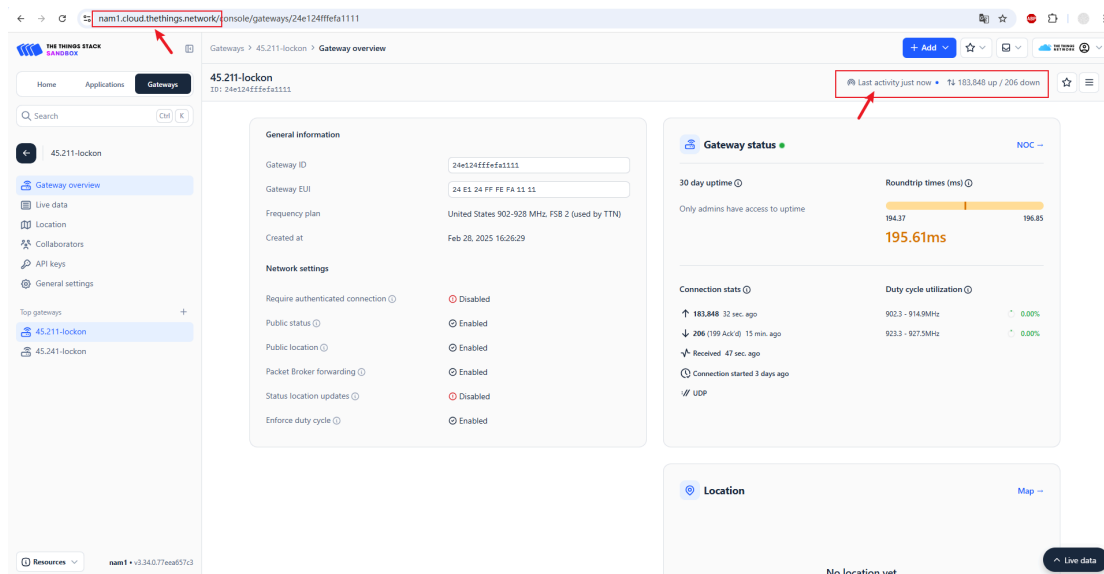 nam1.cloud.thethings.network/console/gateways/24e124fffefa1111
THE THINGS STACK
SANDBOX
Gateways > 45.211-lockon > Gateway overview
+ Add
THE THINGS
NETWORK
Home Applications Gateways
45.211-lockon
ID: 24e124fffefa1111
Last activity just now • ↑↓ 183,848 up / 206 down
Search Ctrl K
45.211-lockon
Gateway overview
Live data
Location
Collaborators
API keys
General settings
Top gateways +
45.211-lockon
45.241-lockon
General information
Gateway ID 24e124fffefa1111
Gateway EUI 24 E1 24 FF FE FA 11 11
Frequency plan United States 902-928 MHz, FSB 2 (used by TTN)
Created at Feb 28, 2025 16:26:29
Network settings
Require authenticated connection Disabled
Public status Enabled
Public location Enabled
Packet Broker forwarding Enabled
Status location updates Disabled
Enforce duty cycle Enabled
Gateway status NOC →
30 day uptime Roundtrip times (ms)
Only admins have access to uptime
194.37 196.85
195.61ms
Connection stats Duty cycle utilization
↑ 183,848 32 sec. ago 902.3 - 914.9MHz 0.00%
↓ 206 (199 Ack'd) 15 min. ago 923.3 - 927.5MHz 0.00%
Received 47 sec. ago
Connection started 3 days ago
UDP
Location Map →
No location yet
Resources nam1 • v3.34.0.77eea657c3
Live data